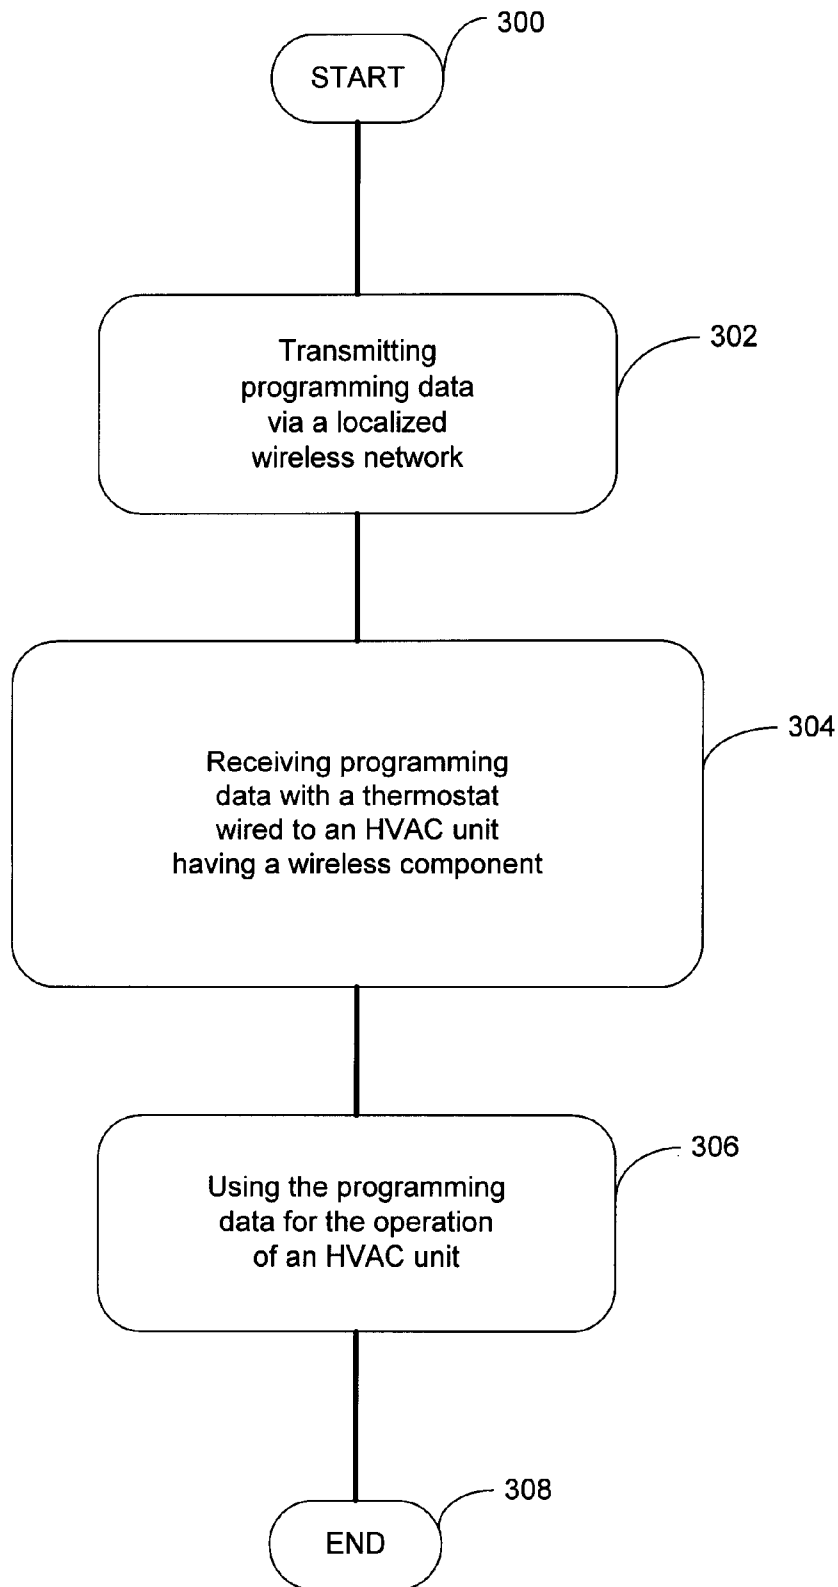 300
START
302
Transmitting
programming data
via a localized
wireless network
304
Receiving programming
data with a thermostat
wired to an HVAC unit
having a wireless component
306
Using the programming
data for the operation
of an HVAC unit
308
END